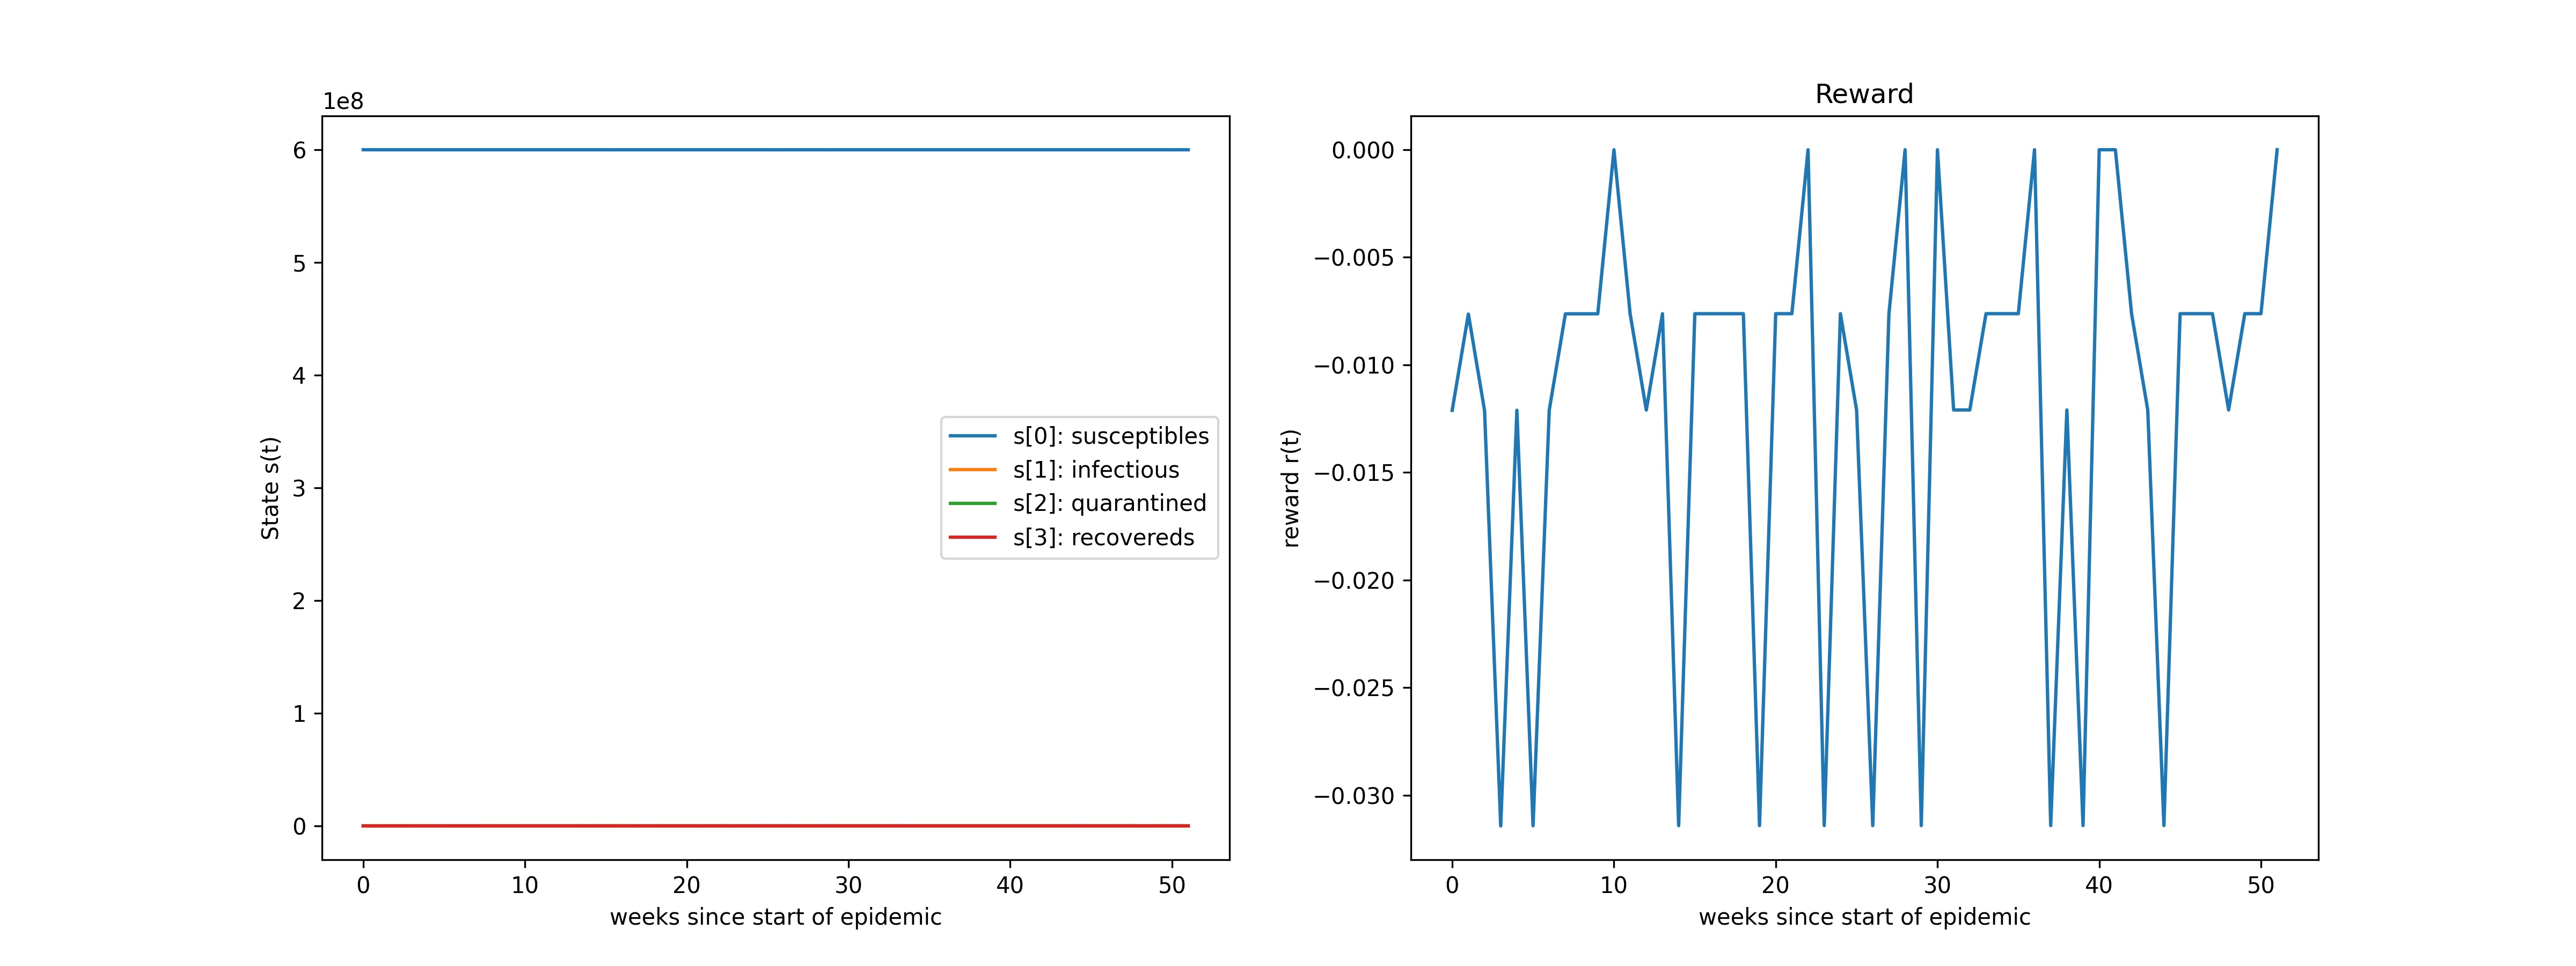 1e8
6
5
4
3
2
1
0
State s(t)
s[0]: susceptibles
s[1]: infectious
s[2]: quarantined
s[3]: recovereds
0 10 20 30 40 50
weeks since start of epidemic
Reward
0.000
−0.005
−0.010
−0.015
−0.020
−0.025
−0.030
reward r(t)
0 10 20 30 40 50
weeks since start of epidemic